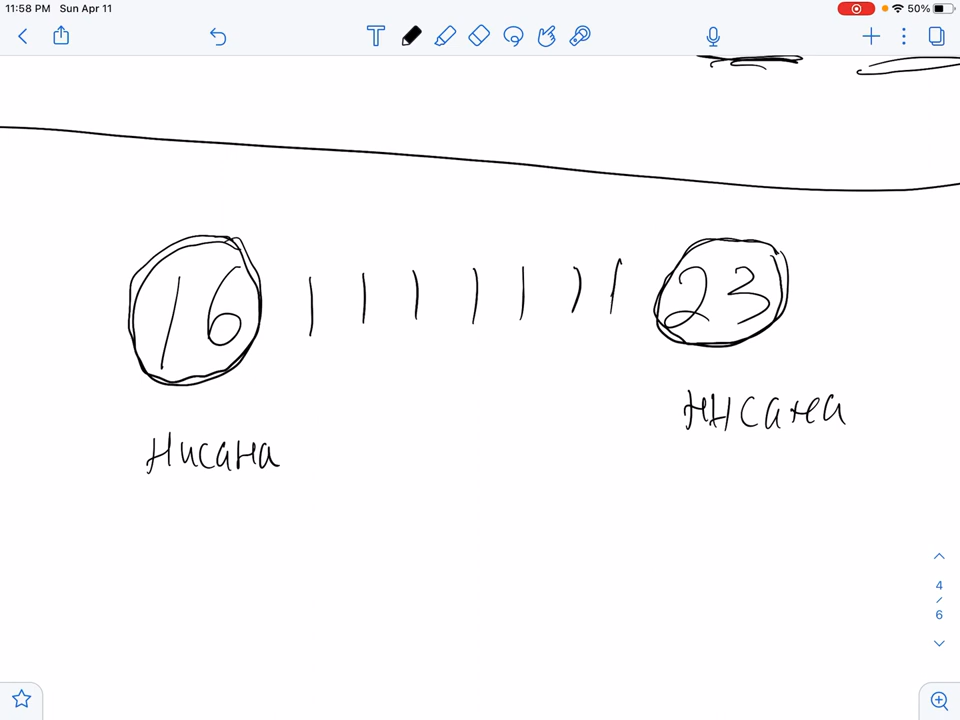 11:58 PM Sun Apr 11
50%
T
16 | | | | | | | 23
нисана
Нисана
4
/
6